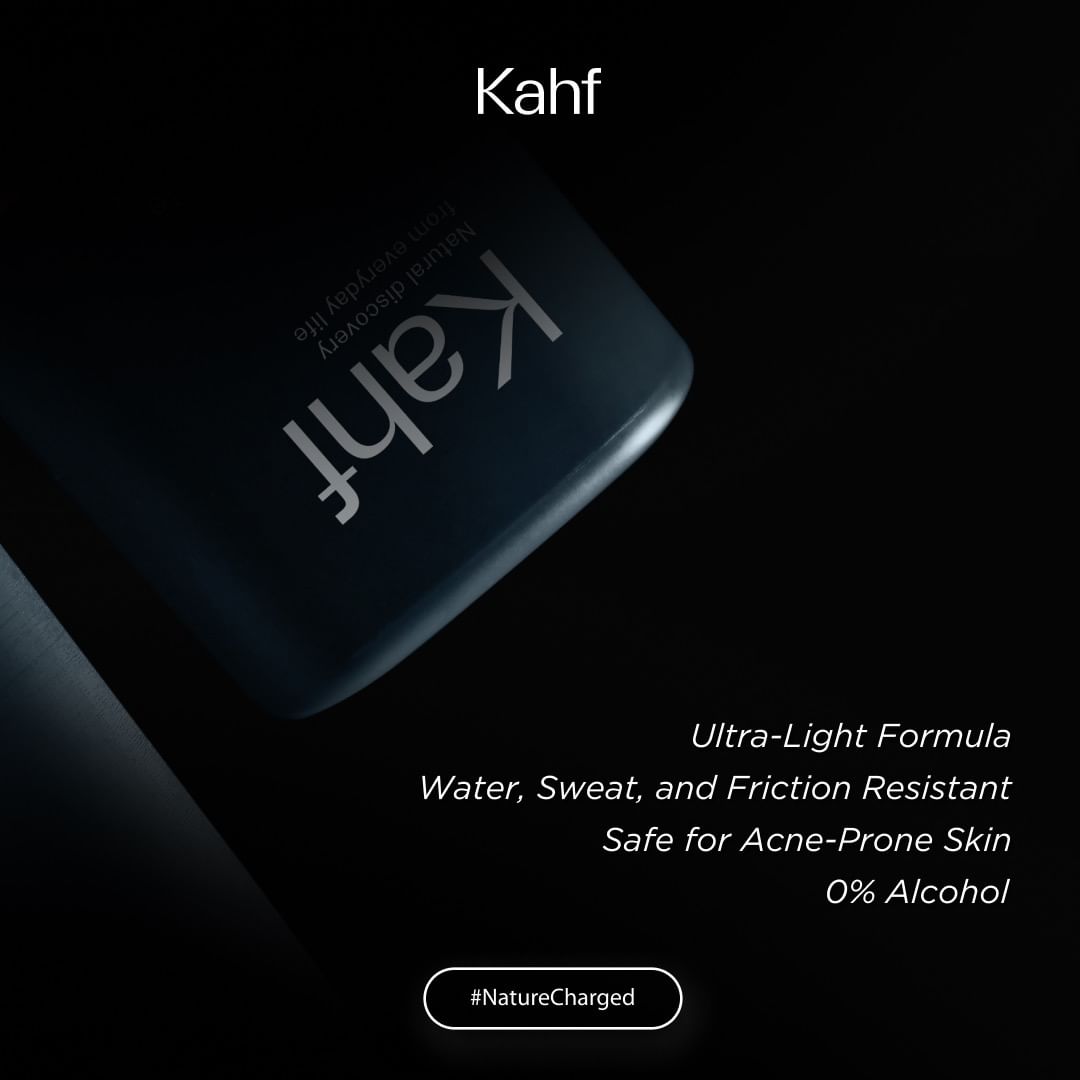 Kahf
Kahf
Natural discovery
from everyday life
Ultra-Light Formula
Water, Sweat, and Friction Resistant
Safe for Acne-Prone Skin
0% Alcohol
#NatureCharged